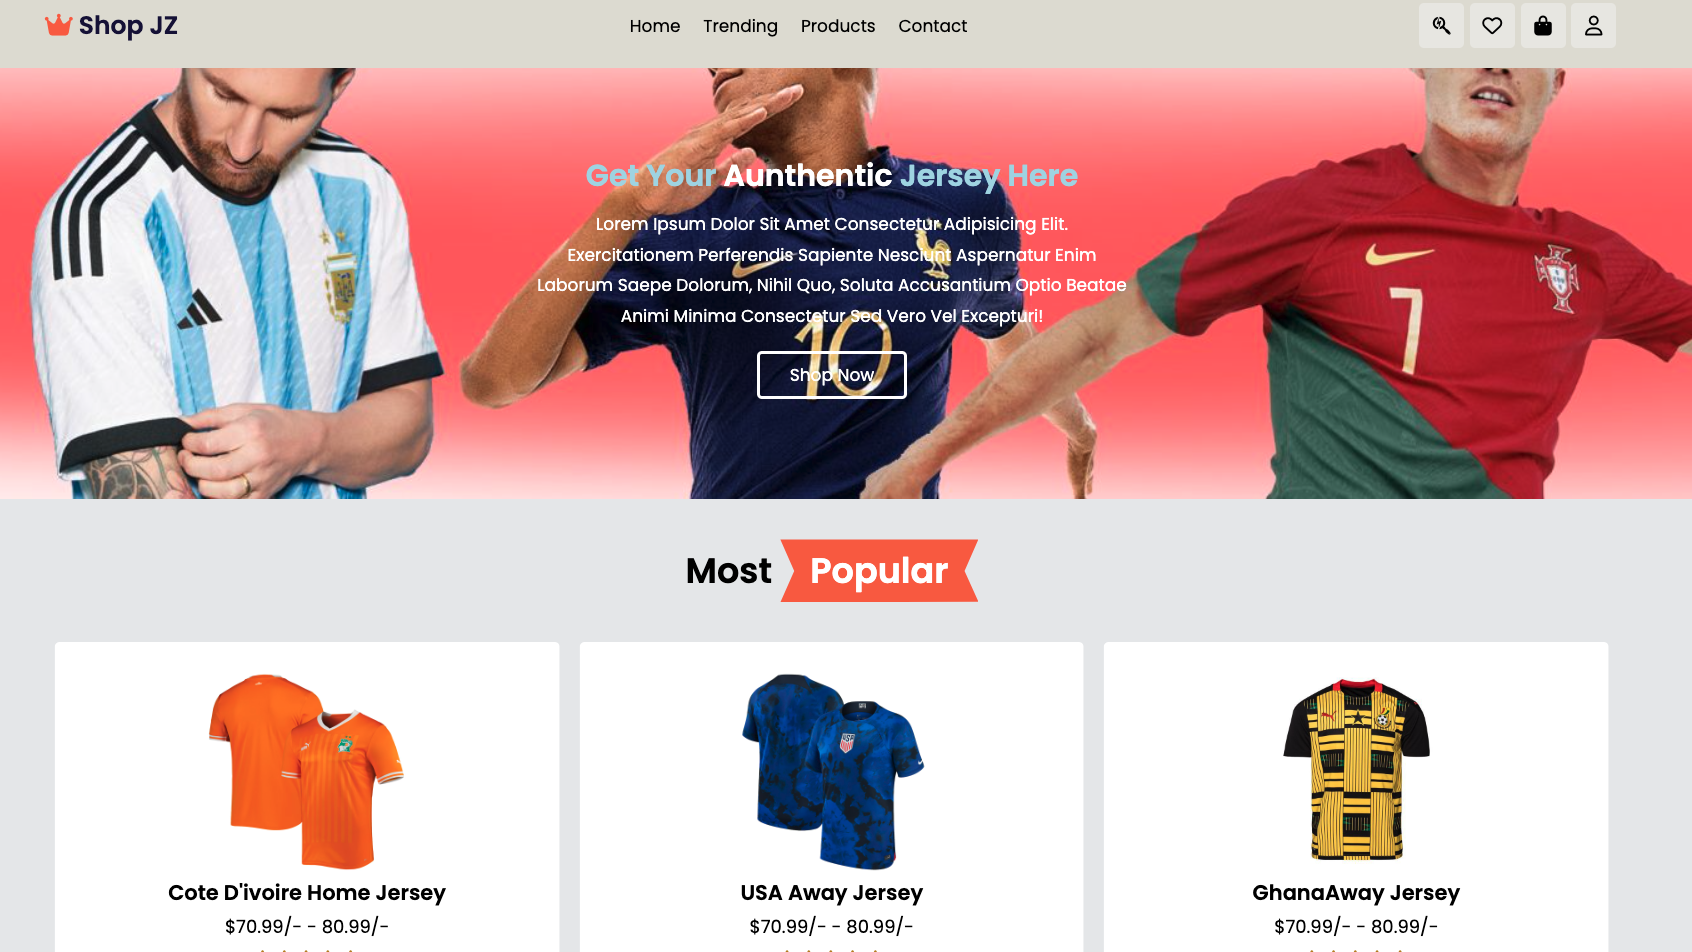 Shop JZ
Home Trending Products Contact
Get Your Aunthentic Jersey Here
Lorem Ipsum Dolor Sit Amet Consectetur Adipisicing Elit.
Exercitationem Perferendis Sapiente Nesciunt Aspernatur Enim
Laborum Saepe Dolorum, Nihil Quo, Soluta Accusantium Optio Beatae
Animi Minima Consectetur Sed Vero Vel Excepturi!
10
7
Shop Now
Most Popular
Cote D'ivoire Home Jersey
$70.99/- - 80.99/-
USA Away Jersey
$70.99/- - 80.99/-
GhanaAway Jersey
$70.99/- - 80.99/-